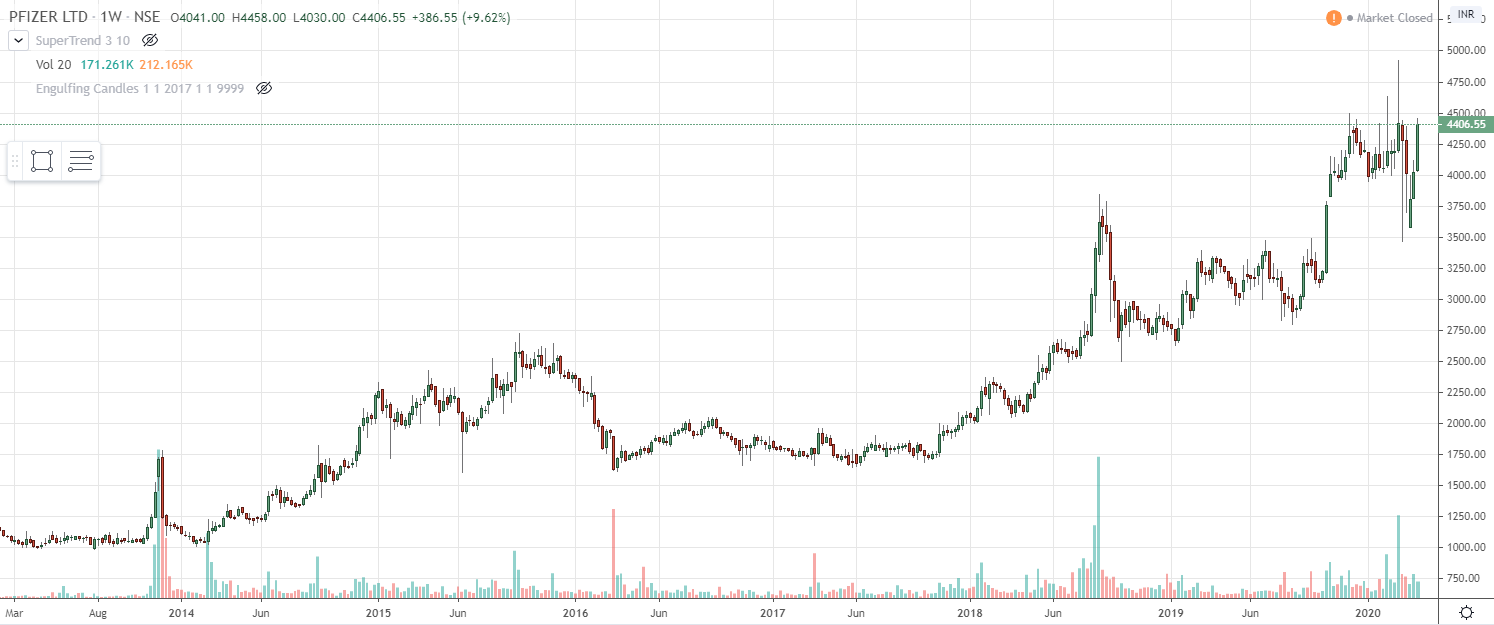 PFIZER LTD · 1W · NSE O4041.00 H4458.00 L4030.00 C4406.55 +386.55 (+9.62%)
! Market Closed
INR
SuperTrend 3 10
Vol 20 171.261K 212.165K
Engulfing Candles 1 1 2017 1 1 9999
5000.00
4750.00
4500.00
4406.55
4250.00
4000.00
3750.00
3500.00
3250.00
3000.00
2750.00
2500.00
2250.00
2000.00
1750.00
1500.00
1250.00
1000.00
750.00
Mar Aug 2014 Jun 2015 Jun 2016 Jun 2017 Jun 2018 Jun 2019 Jun 2020